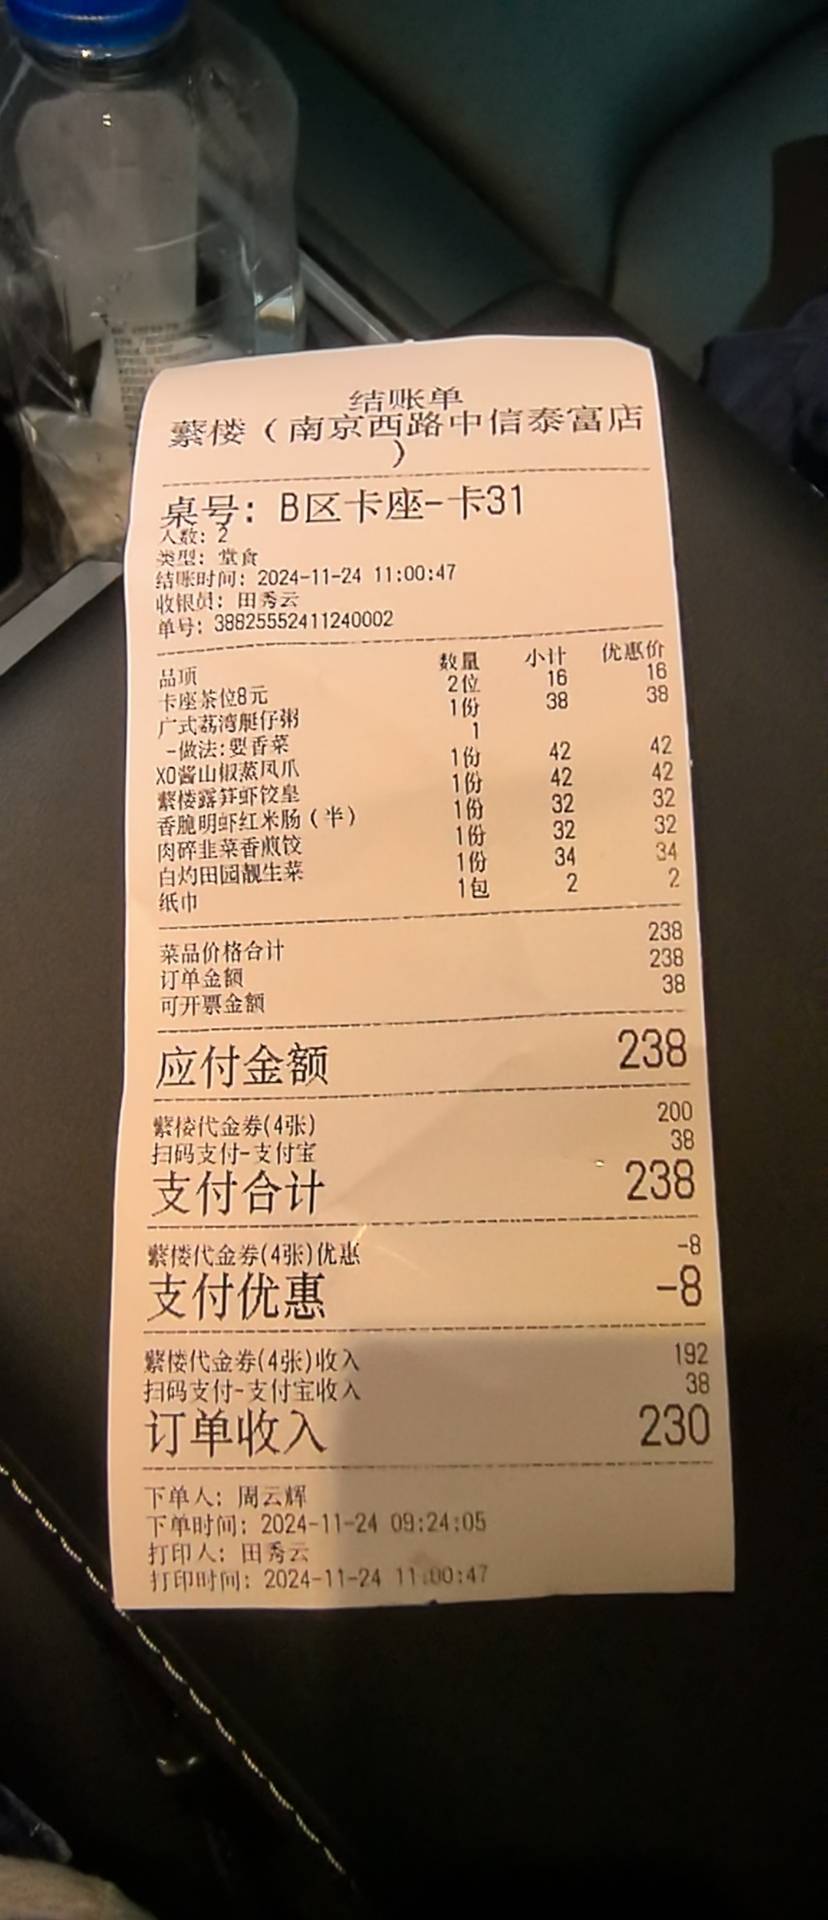 结账单
蘩楼（南京西路中信泰富店
）
桌号: B区卡座-卡31
人数: 2
类型: 堂食
结账时间: 2024-11-24 11:00:47
收银员: 田秀云
单号: 38825552411240002
品项 数量 小计 优惠价
卡座茶位8元 2位 16 16
广式荔湾艇仔粥 1份 38 38
-做法:要香菜 1
XO酱山椒蒸凤爪 1份 42 42
蘩楼露笋虾饺皇 1份 42 42
香脆明虾红米肠（半） 1份 32 32
肉碎韭菜香煎饺 1份 32 32
白灼田园靓生菜 1份 34 34
纸巾 1包 2 2
菜品价格合计 238
订单金额 238
可开票金额 38
应付金额 238
蘩楼代金券(4张) 200
扫码支付-支付宝 38
支付合计 238
蘩楼代金券(4张)优惠 -8
支付优惠 -8
蘩楼代金券(4张)收入 192
扫码支付-支付宝收入 38
订单收入 230
下单人: 周云辉
下单时间: 2024-11-24 09:24:05
打印人: 田秀云
打印时间: 2024-11-24 11:00:47